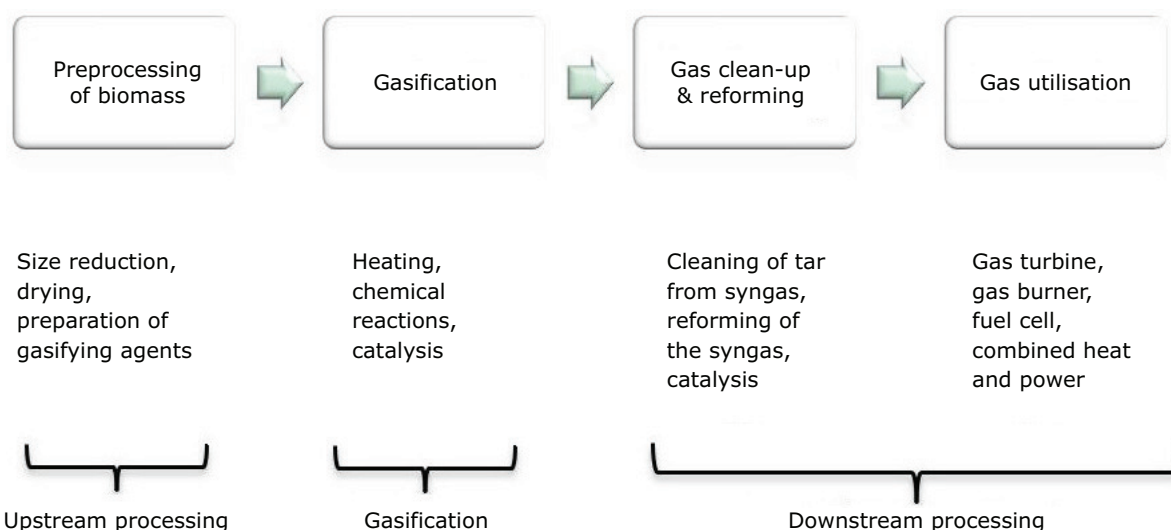 Preprocessing
of biomass
Gasification
Gas clean-up
& reforming
Gas utilisation
Size reduction,
drying,
preparation of
gasifying agents
Heating,
chemical
reactions,
catalysis
Cleaning of tar
from syngas,
reforming of
the syngas,
catalysis
Gas turbine,
gas burner,
fuel cell,
combined heat
and power
Upstream processing
Gasification
Downstream processing